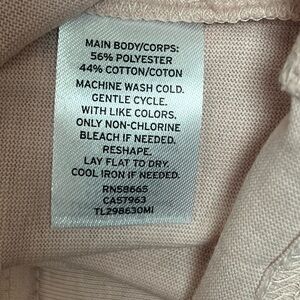 MAIN BODY/CORPS:
56% POLYESTER
44% COTTON/COTON
MACHINE WASH COLD.
GENTLE CYCLE.
WITH LIKE COLORS.
ONLY NON-CHLORINE
BLEACH IF NEEDED.
RESHAPE.
LAY FLAT TO DRY.
COOL IRON IF NEEDED.
RN58665
CA57963
TL298630MI